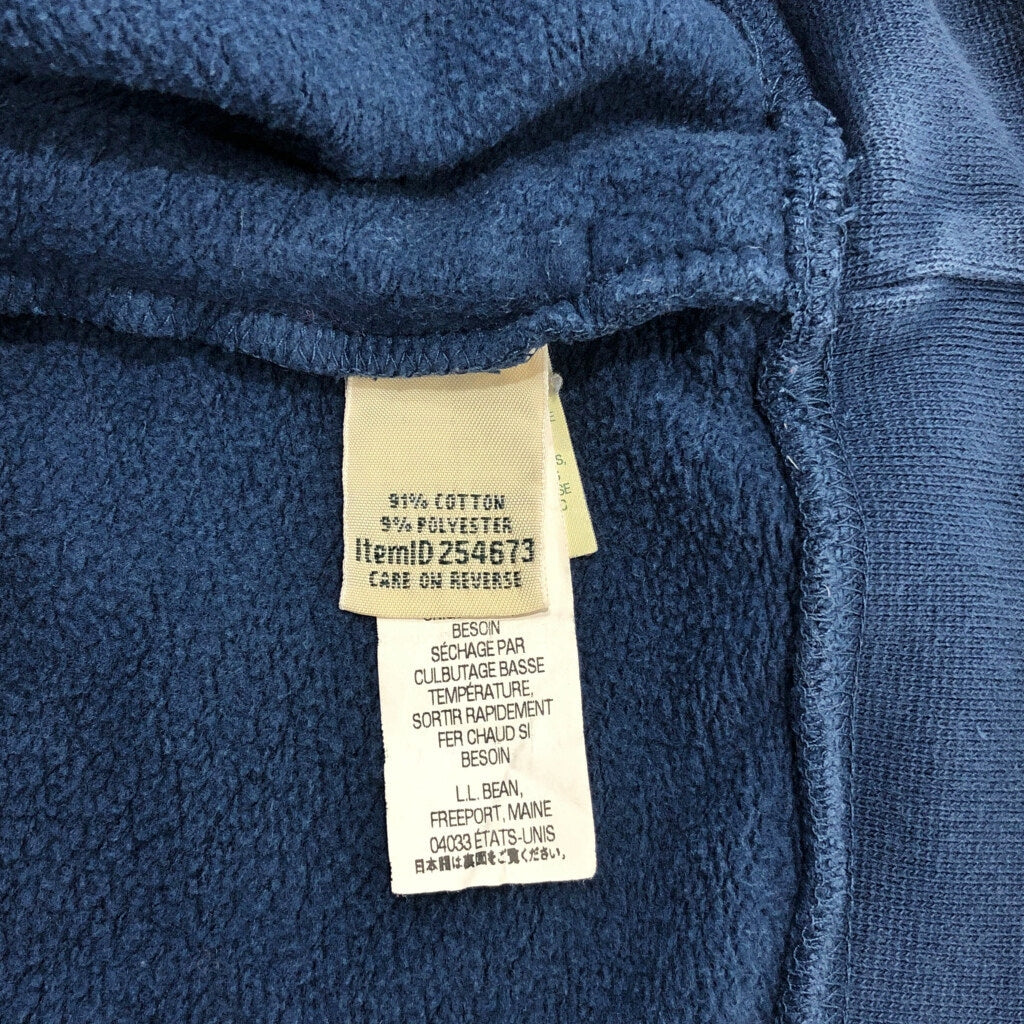 91% COTTON
9% POLYESTER
ItemID 254673
CARE ON REVERSE
BESOIN
SÉCHAGE PAR
CULBUTAGE BASSE
TEMPÉRATURE,
SORTIR RAPIDEMENT
FER CHAUD SI
BESOIN
L.L. BEAN,
FREEPORT, MAINE
04033 ÉTATS-UNIS
日本語は裏面をご覧ください。